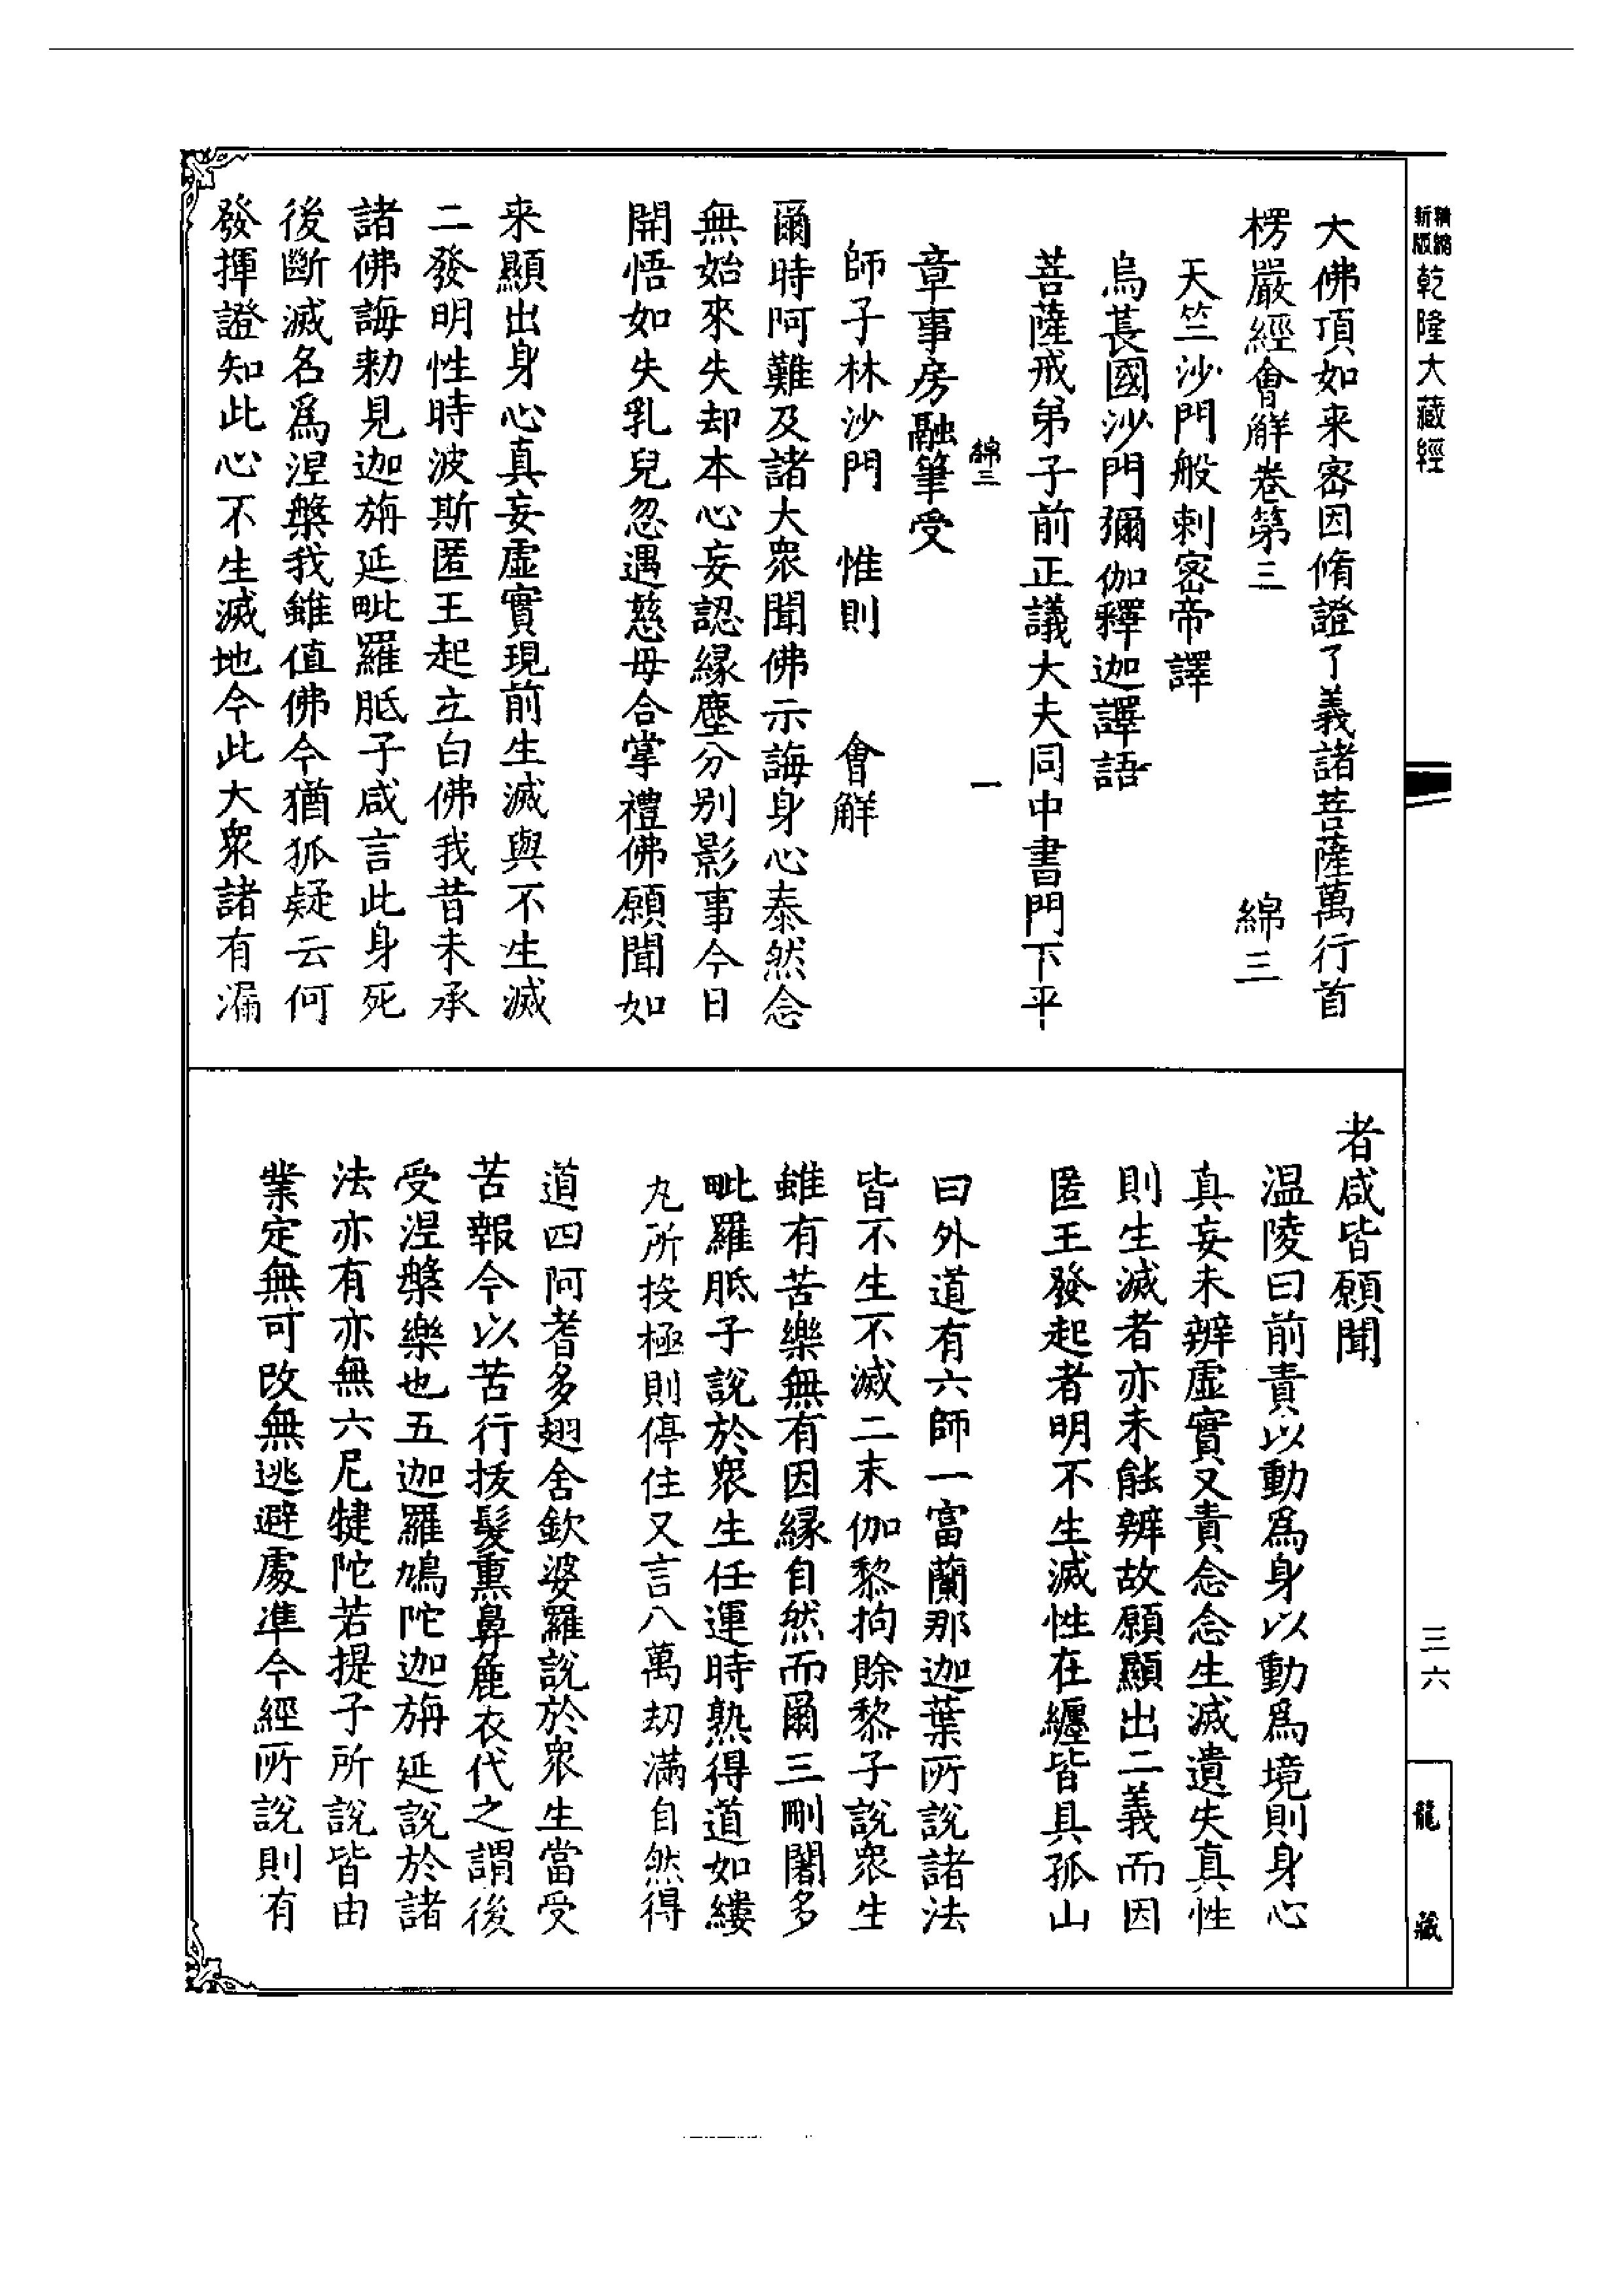 精縮新版乾隆大藏經
大佛頂如来密因脩證了義諸菩薩萬行首
楞嚴經會解卷第三 綿三
天竺沙門般刺密帝譯
烏萇國沙門彌伽釋迦譯語
菩薩戒弟子前正議大夫同中書門下平
綿三 一
章事房融筆受
師子林沙門 惟則 會解
爾時阿難及諸大衆聞佛示誨身心泰然念
無始來失却本心妄認緣塵分别影事今日
開悟如失乳兒忽遇慈母合掌禮佛願聞如
来顯出身心真妄虛實現前生滅與不生滅
二發明性時波斯匿王起立白佛我昔未承
諸佛誨勑見迦旃延毗羅胝子咸言此身死
後斷滅名爲涅槃我雖值佛今猶狐疑云何
發揮證知此心不生滅地今此大衆諸有漏
者咸皆願聞
温陵曰前責以動爲身以動爲境則身心
真妄未辨虛實又責念念生滅遺失真性
則生滅者亦未能辨故願顯出二義而因
匿王發起者明不生滅性在纏皆具孤山
曰外道有六師一富蘭那迦葉所說諸法
皆不生不滅二末伽黎拘賖黎子說衆生
雖有苦樂無有因緣自然而爾三刪闍多
毗羅胝子說於衆生任運時熟得道如縷
丸所投極則停住又言八萬劫滿自然得
道四阿耆多翅舍欽婆羅說於衆生當受
苦報今以苦行拔髮熏鼻麁衣代之謂後
受涅槃樂也五迦羅鳩陀迦旃延說於諸
法亦有亦無六尼犍陀若提子所說皆由
業定無可改無逃避處準今經所說則有
三六
龍藏